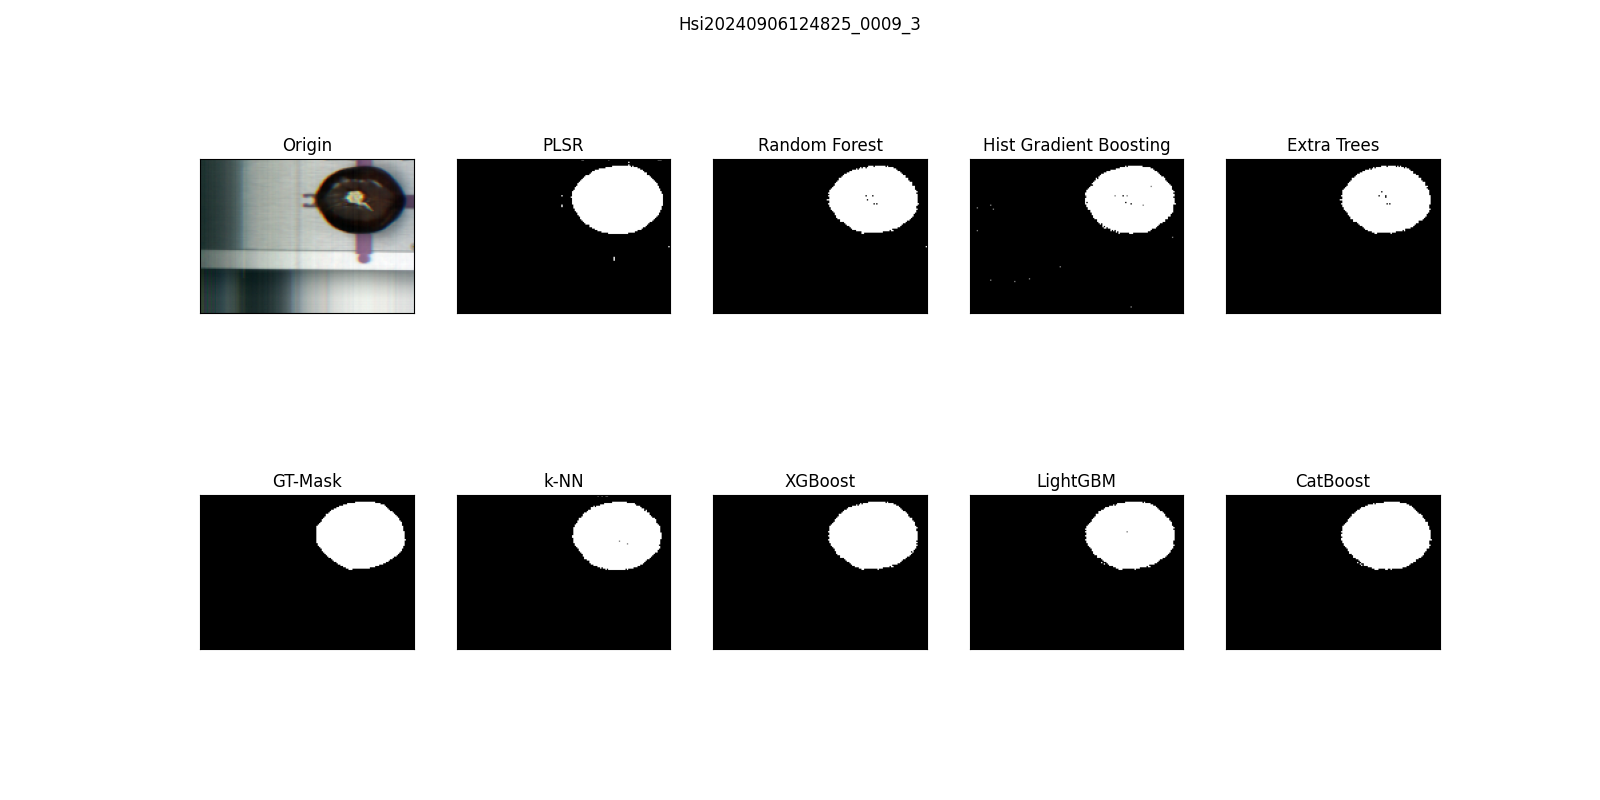 Hsi20240906124825_0009_3
Origin
PLSR
Random Forest
Hist Gradient Boosting
Extra Trees
GT-Mask
k-NN
XGBoost
LightGBM
CatBoost